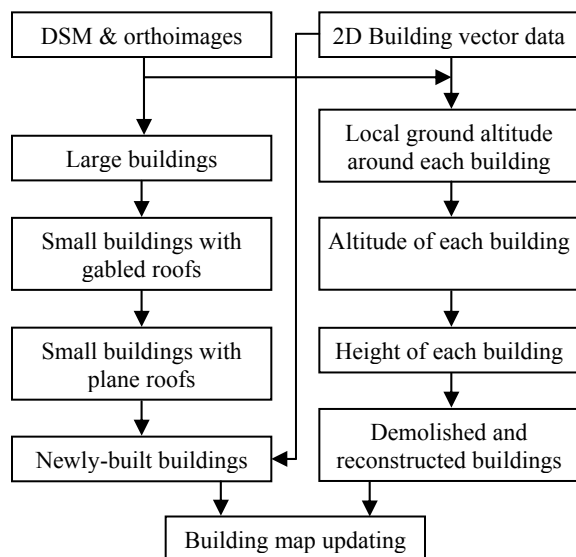 DSM & orthoimages
2D Building vector data
Large buildings
Local ground altitude
around each building
Small buildings with
gabled roofs
Altitude of each building
Small buildings with
plane roofs
Height of each building
Newly-built buildings
Demolished and
reconstructed buildings
Building map updating